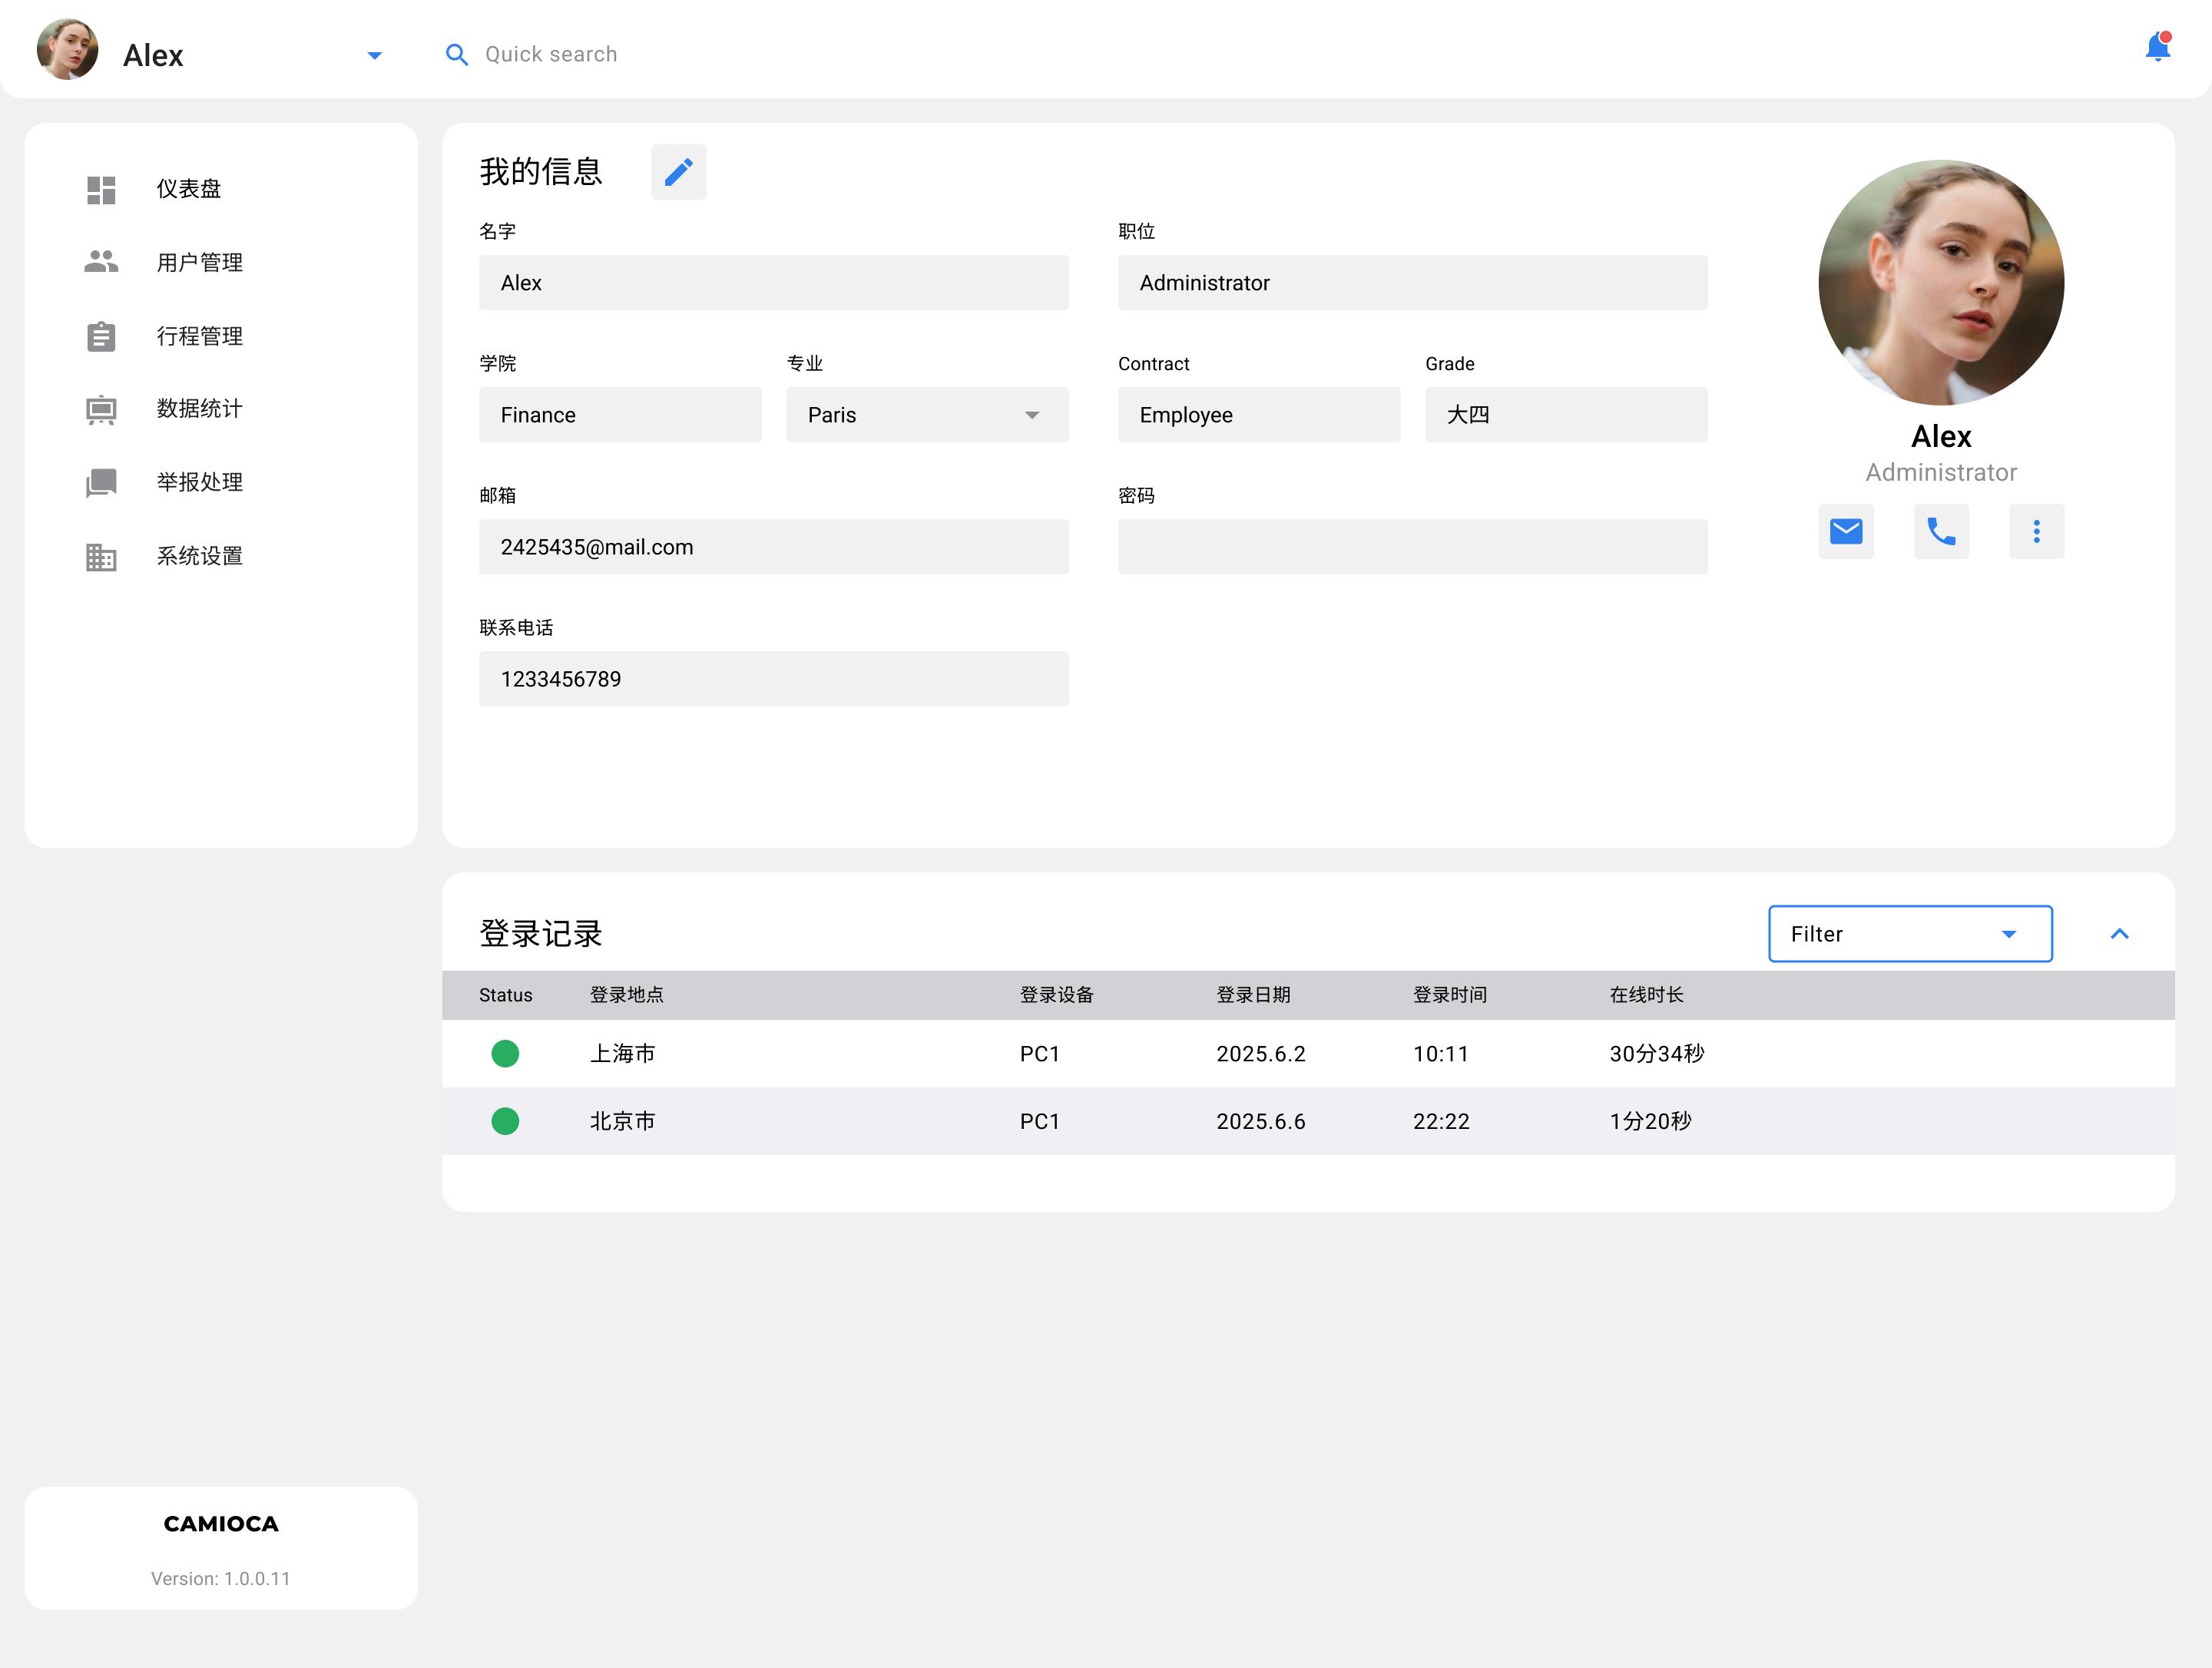 Alex
Quick search
仪表盘
用户管理
行程管理
数据统计
举报处理
系统设置
我的信息
名字
职位
Alex
Administrator
学院
专业
Contract
Grade
Finance
Paris
Employee
大四
邮箱
密码
2425435@mail.com
联系电话
1233456789
Alex
Administrator
登录记录
Filter
Status 登录地点 登录设备 登录日期 登录时间 在线时长
上海市 PC1 2025.6.2 10:11 30分34秒
北京市 PC1 2025.6.6 22:22 1分20秒
CAMIOCA
Version: 1.0.0.11